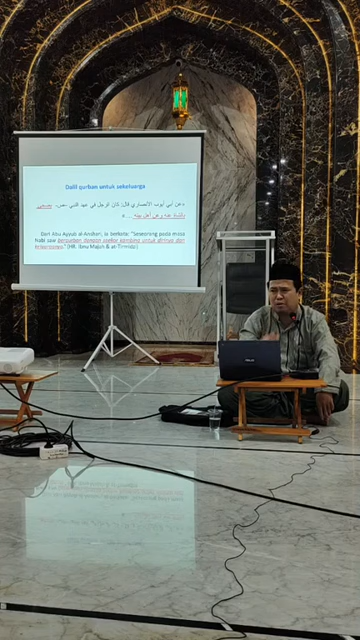 Dalil qurban untuk sekeluarga
«عن أبي أيوب الأنصاري قال: كان الرجل في عهد النبي -ص- يضحي
بالشاة عنه وعن أهل بيته ... »
Dari Abu Ayyub al-Anshari, ia berkata; "Seseorang pada masa
Nabi saw berqurban dengan seekor kambing untuk dirinya dan
keluarganya." (HR. Ibnu Majah & at-Tirmidzi)